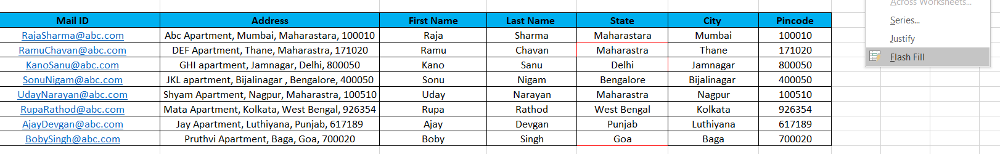 Across Worksheets...
Mail ID Address First Name Last Name State City Pincode
RajaSharma@abc.com Abc Apartment, Mumbai, Maharastara, 100010 Raja Sharma Maharastara Mumbai 100010
Series...
Justify
RamuChavan@abc.com DEF Apartment, Thane, Maharastra, 171020 Ramu Chavan Maharastra Thane 171020
Flash Fill
KanoSanu@abc.com GHI apartment, Jamnagar, Delhi, 800050 Kano Sanu Delhi Jamnagar 800050
SonuNigam@abc.com JKL apartment, Bijalinagar , Bengalore, 400050 Sonu Nigam Bengalore Bijalinagar 400050
UdayNarayan@abc.com Shyam Apartment, Nagpur, Maharastra, 100510 Uday Narayan Maharastra Nagpur 100510
RupaRathod@abc.com Mata Apartment, Kolkata, West Bengal, 926354 Rupa Rathod West Bengal Kolkata 926354
AjayDevgan@abc.com Jay Apartment, Luthiyana, Punjab, 617189 Ajay Devgan Punjab Luthiyana 617189
BobySingh@abc.com Pruthvi Apartment, Baga, Goa, 700020 Boby Singh Goa Baga 700020